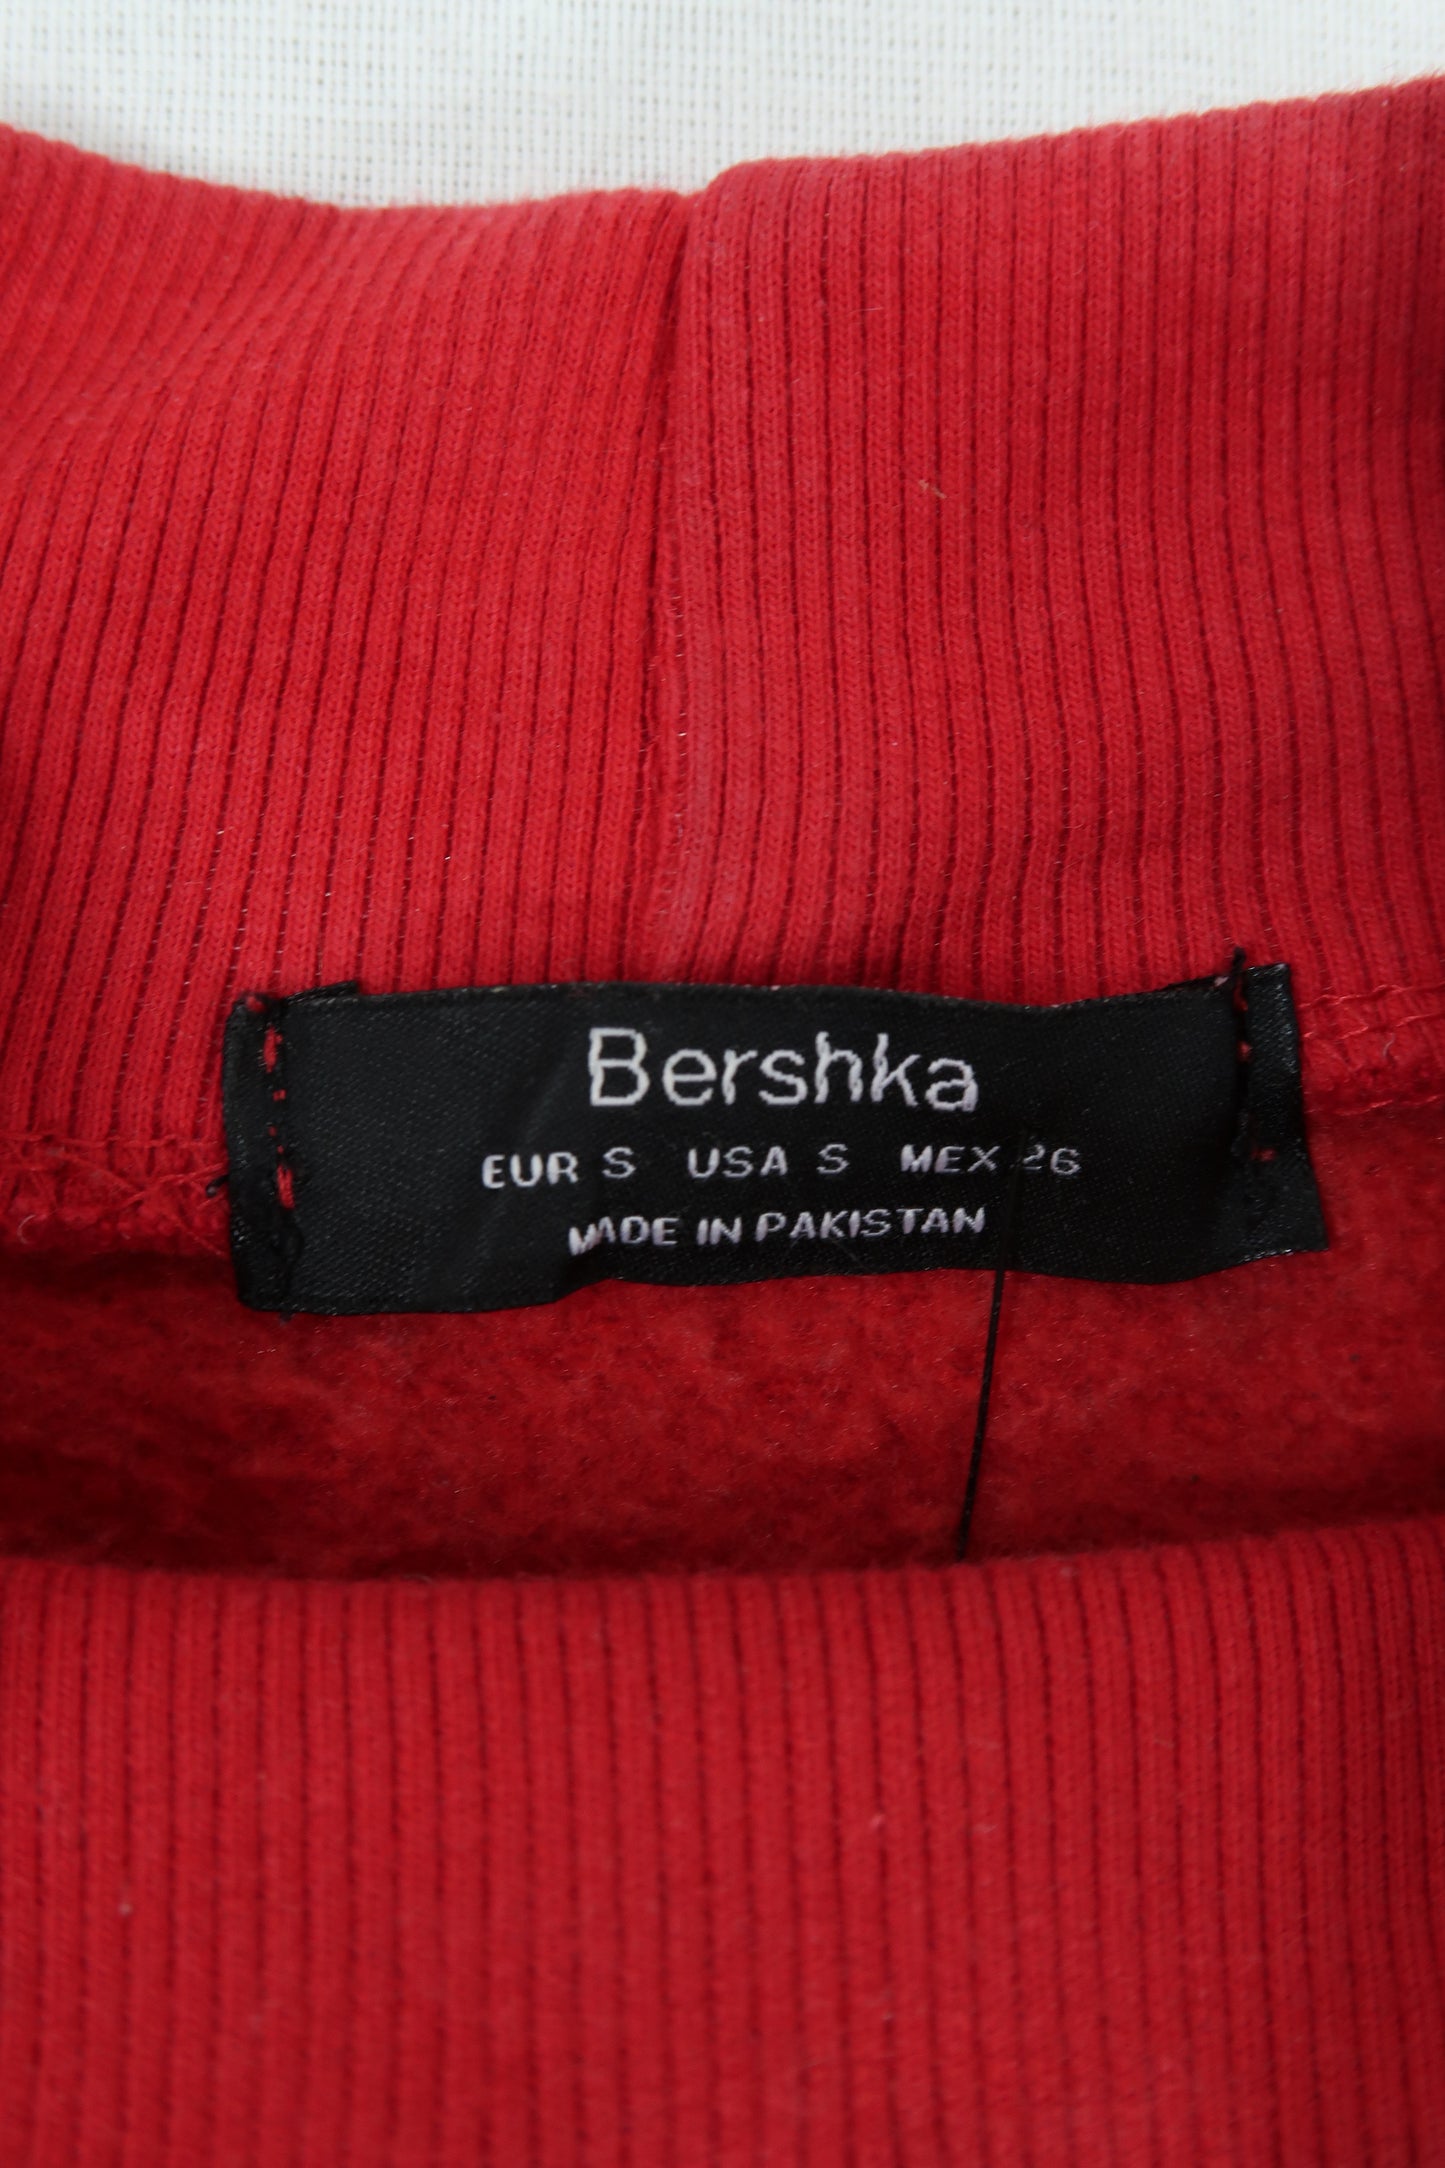 Bershka
EUR S USA S MEX 26
MADE IN PAKISTAN